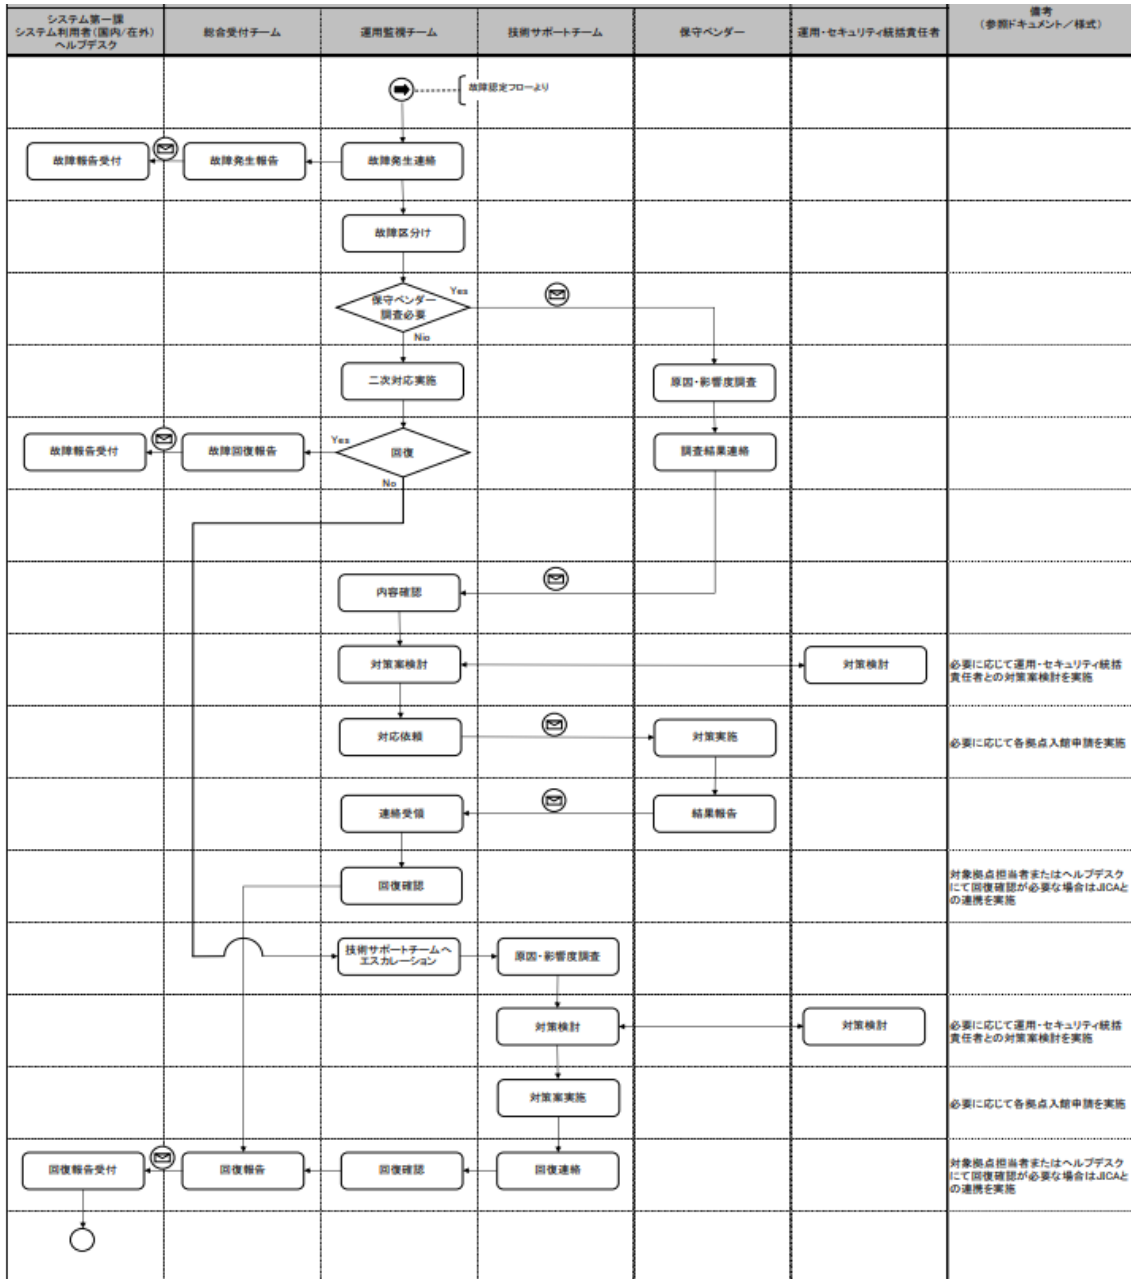 システム第一課
システム利用者(国内/在外)
ヘルプデスク
総合受付チーム
運用監視チーム
技術サポートチーム
保守ベンダー
運用・セキュリティ統括責任者
備考
(参照ドキュメント/様式)
故障認定フローより
故障報告受付
故障発生報告
故障発生連絡
故障区分け
保守ベンダー
調査必要
Yes
Nio
二次対応実施
原因・影響度調査
故障報告受付
故障回復報告
Yes
回復
No
調査結果連絡
内容確認
対策案検討
対策検討
必要に応じて運用・セキュリティ統括
責任者との対策案検討を実施
対応依頼
対策実施
必要に応じて各拠点入館申請を実施
連絡受領
結果報告
回復確認
対象拠点担当者またはヘルプデスク
にて回復確認が必要な場合はJICAと
の連携を実施
技術サポートチームへ
エスカレーション
原因・影響度調査
対策検討
対策検討
必要に応じて運用・セキュリティ統括
責任者との対策案検討を実施
対策案実施
必要に応じて各拠点入館申請を実施
回復報告受付
回復報告
回復確認
回復連絡
対象拠点担当者またはヘルプデスク
にて回復確認が必要な場合はJICAと
の連携を実施